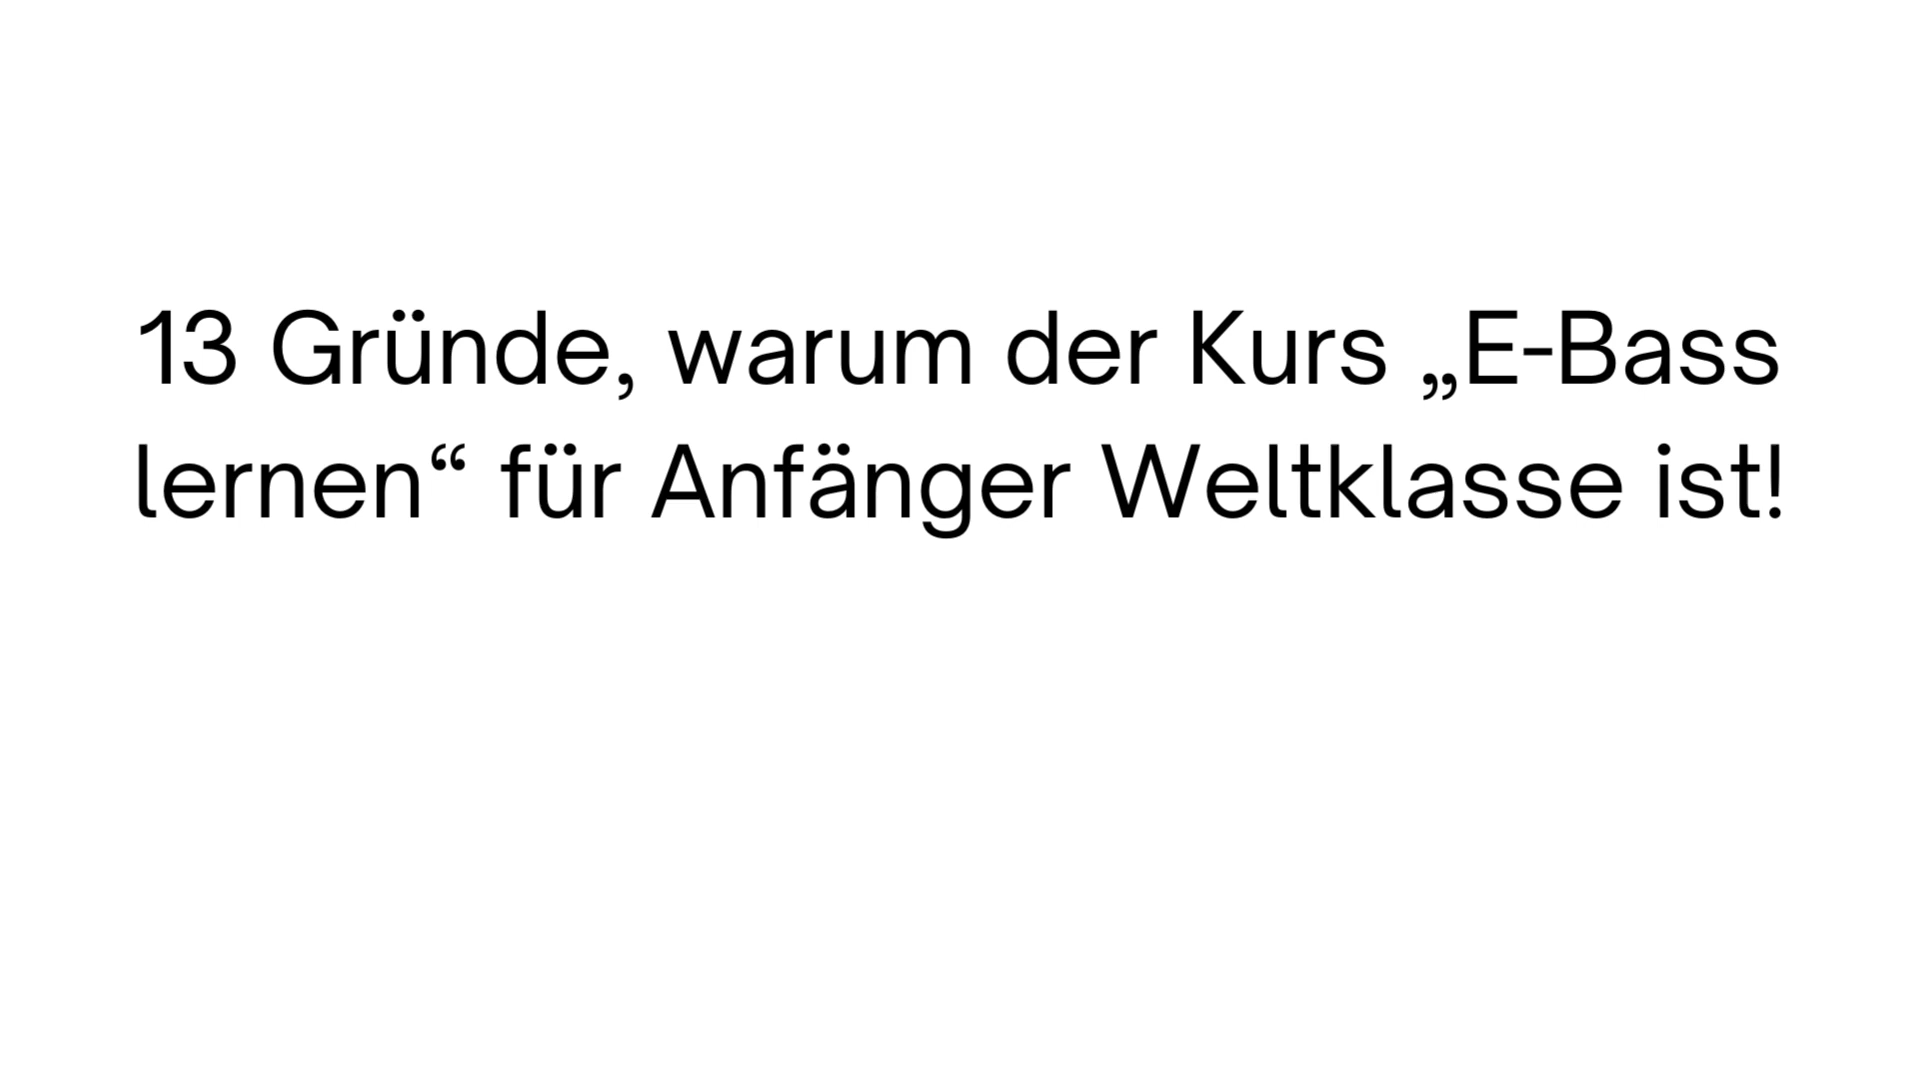 13 Gründe, warum der Kurs „E-Bass
lernen“ für Anfänger Weltklasse ist!